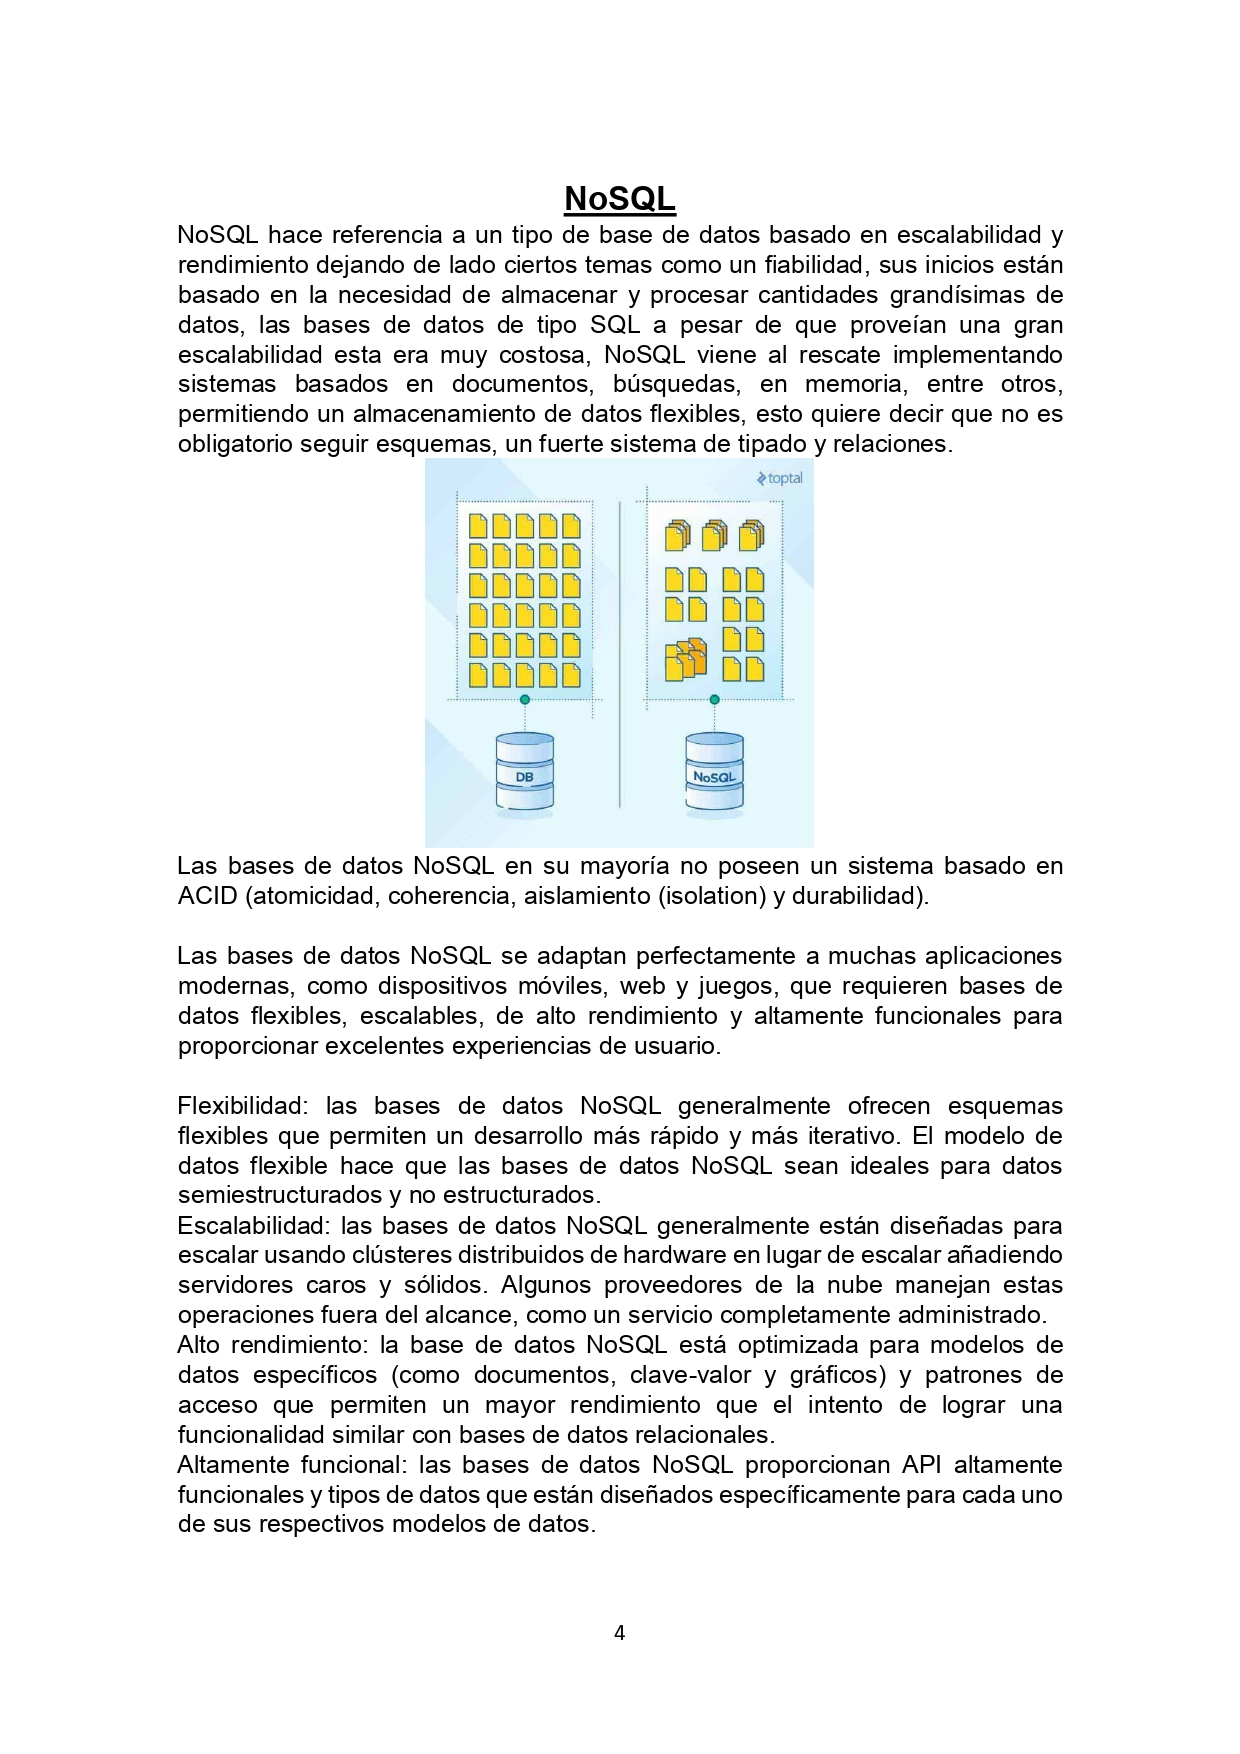 NoSQL
NoSQL hace referencia a un tipo de base de datos basado en escalabilidad y
rendimiento dejando de lado ciertos temas como un fiabilidad, sus inicios están
basado en la necesidad de almacenar y procesar cantidades grandísimas de
datos, las bases de datos de tipo SQL a pesar de que proveían una gran
escalabilidad esta era muy costosa, NoSQL viene al rescate implementando
sistemas basados en documentos, búsquedas, en memoria, entre otros,
permitiendo un almacenamiento de datos flexibles, esto quiere decir que no es
obligatorio seguir esquemas, un fuerte sistema de tipado y relaciones.
toptal
DB
NoSQL
Las bases de datos NoSQL en su mayoría no poseen un sistema basado en
ACID (atomicidad, coherencia, aislamiento (isolation) y durabilidad).
Las bases de datos NoSQL se adaptan perfectamente a muchas aplicaciones
modernas, como dispositivos móviles, web y juegos, que requieren bases de
datos flexibles, escalables, de alto rendimiento y altamente funcionales para
proporcionar excelentes experiencias de usuario.
Flexibilidad: las bases de datos NoSQL generalmente ofrecen esquemas
flexibles que permiten un desarrollo más rápido y más iterativo. El modelo de
datos flexible hace que las bases de datos NoSQL sean ideales para datos
semiestructurados y no estructurados.
Escalabilidad: las bases de datos NoSQL generalmente están diseñadas para
escalar usando clústeres distribuidos de hardware en lugar de escalar añadiendo
servidores caros y sólidos. Algunos proveedores de la nube manejan estas
operaciones fuera del alcance, como un servicio completamente administrado.
Alto rendimiento: la base de datos NoSQL está optimizada para modelos de
datos específicos (como documentos, clave-valor y gráficos) y patrones de
acceso que permiten un mayor rendimiento que el intento de lograr una
funcionalidad similar con bases de datos relacionales.
Altamente funcional: las bases de datos NoSQL proporcionan API altamente
funcionales y tipos de datos que están diseñados específicamente para cada uno
de sus respectivos modelos de datos.
4